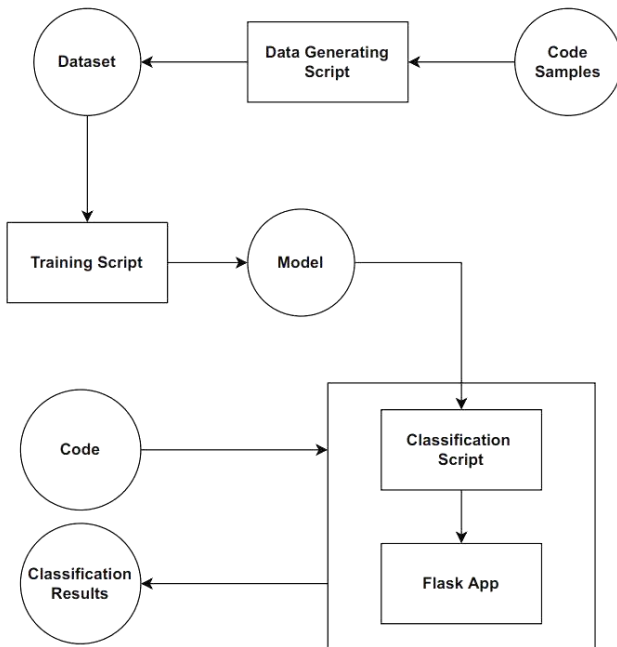 Dataset
Data Generating
Script
Code
Samples
Training Script
Model
Code
Classification
Script
Classification
Results
Flask App